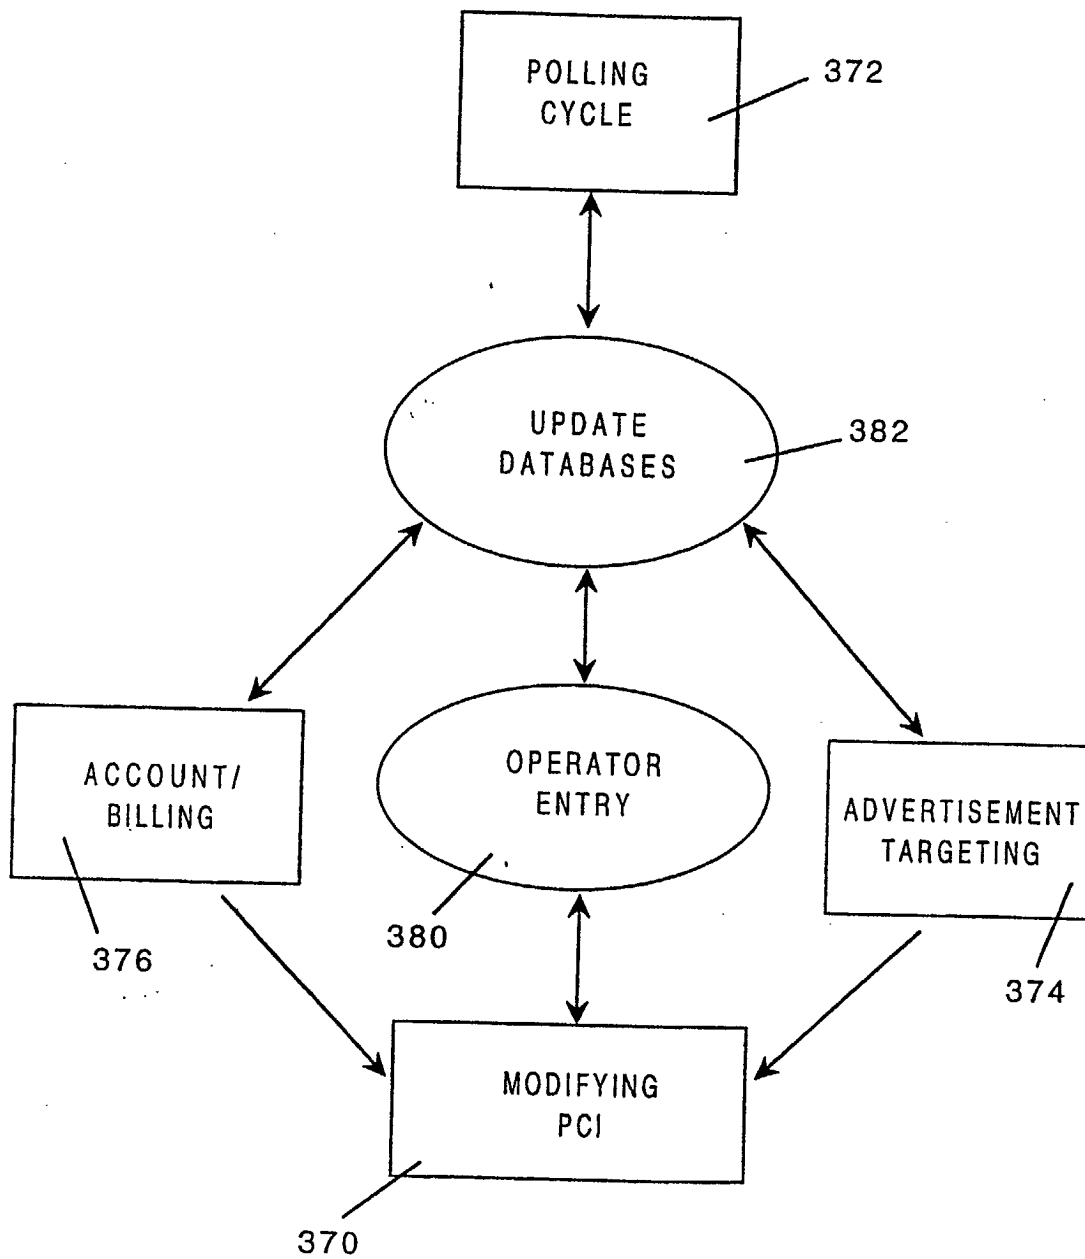 POLLING
CYCLE
372
UPDATE
DATABASES
382
ACCOUNT/
BILLING
376
OPERATOR
ENTRY
380
ADVERTISEMENT
TARGETING
374
MODIFYING
PCI
370